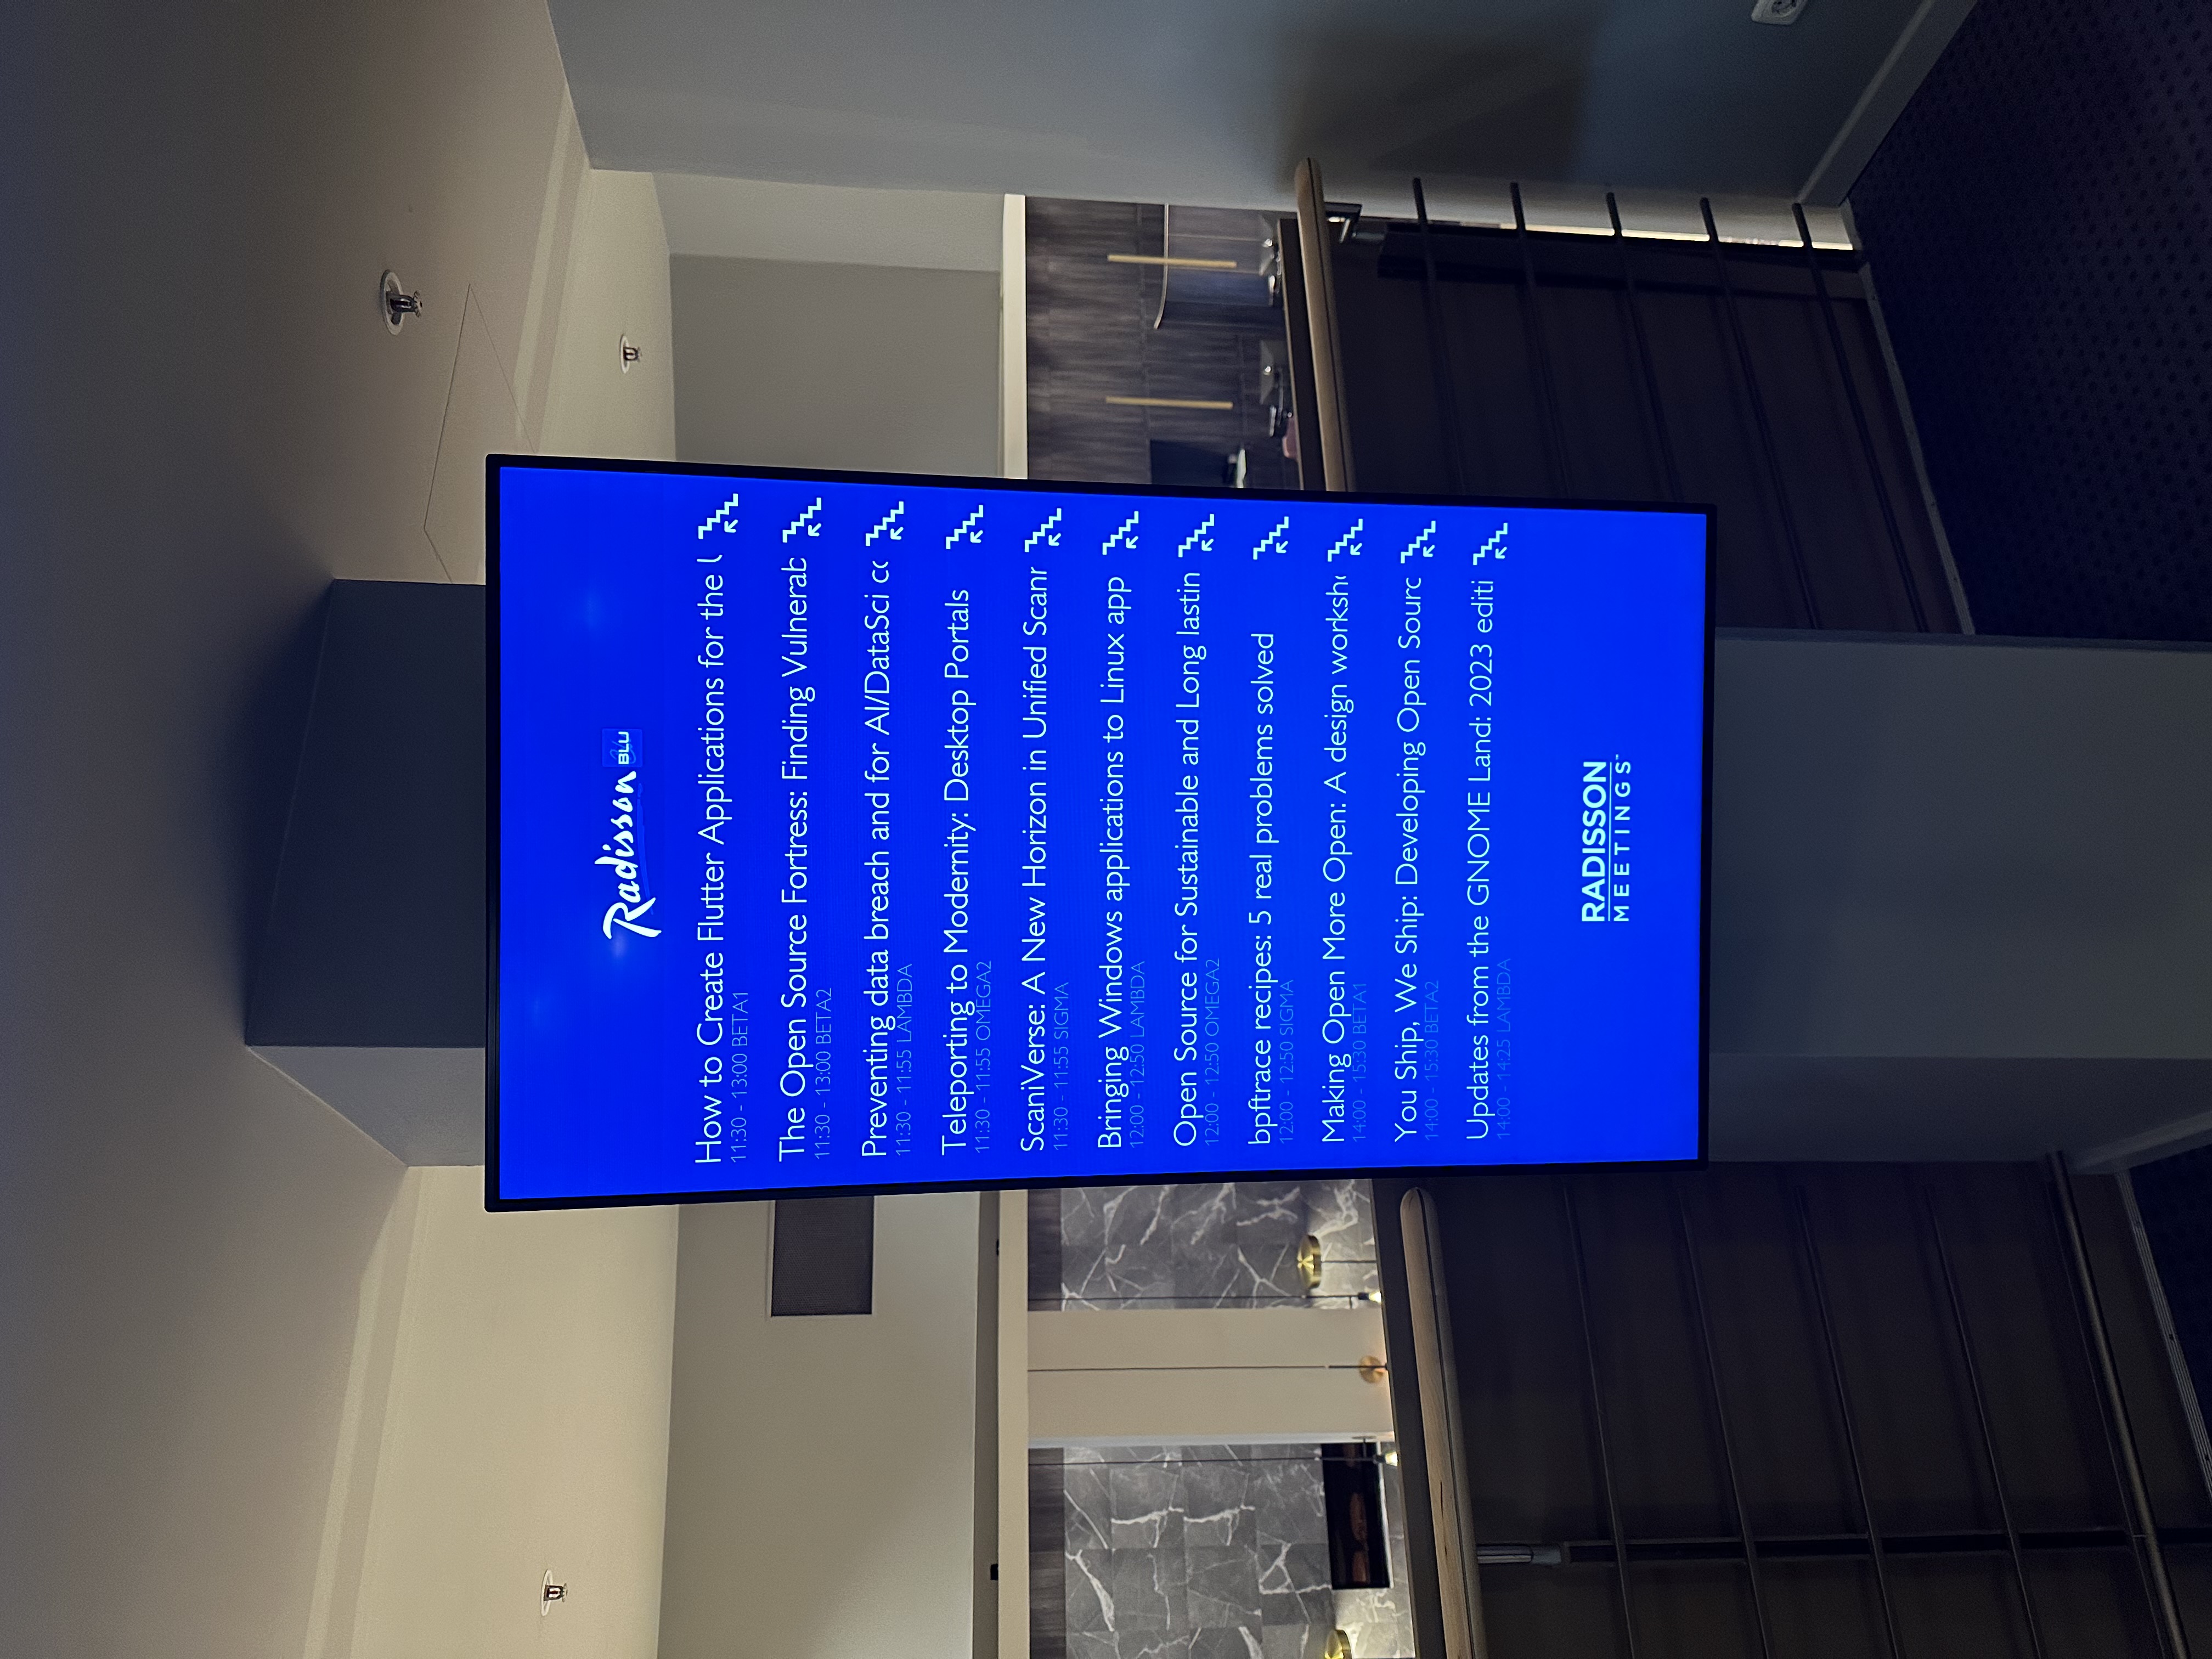 Radisson BLU
How to Create Flutter Applications for the
11:30 - 13:00 BETA1
The Open Source Fortress: Finding Vulnerab
11:30 - 13:00 BETA2
Preventing data breach and for AI/DataSci cc
11:30 - 11:55 LAMBDA
Teleporting to Modernity: Desktop Portals
11:30 - 11:55 OMEGA2
ScaniVerse: A New Horizon in Unified Scanr
11:30 - 11:55 SIGMA
Bringing Windows applications to Linux app
12:00 - 12:50 LAMBDA
Open Source for Sustainable and Long lastin
12:00 - 12:50 OMEGA2
bpftrace recipes: 5 real problems solved
12:00 - 12:50 SIGMA
Making Open More Open: A design worksh
14:00 - 15:30 BETA1
You Ship, We Ship: Developing Open Sourc
14:00 - 15:30 BETA2
Updates from the GNOME Land: 2023 editi
14:00 - 14:25 LAMBDA
RADISSON
MEETINGS™